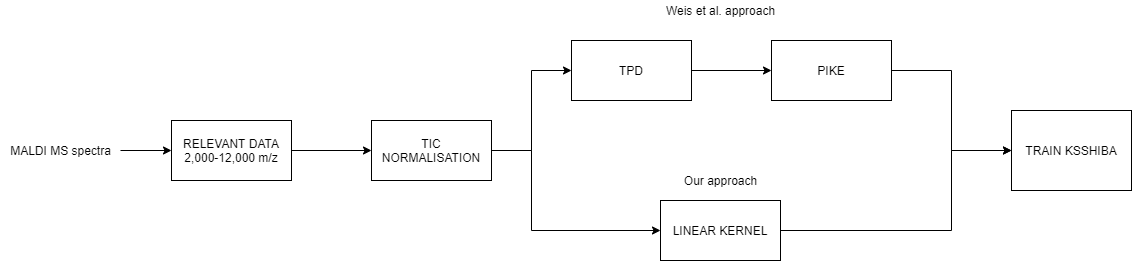 Weis et al. approach
TPD
PIKE
MALDI MS spectra
RELEVANT DATA
2,000-12,000 m/z
TIC
NORMALISATION
TRAIN KSSHIBA
Our approach
LINEAR KERNEL